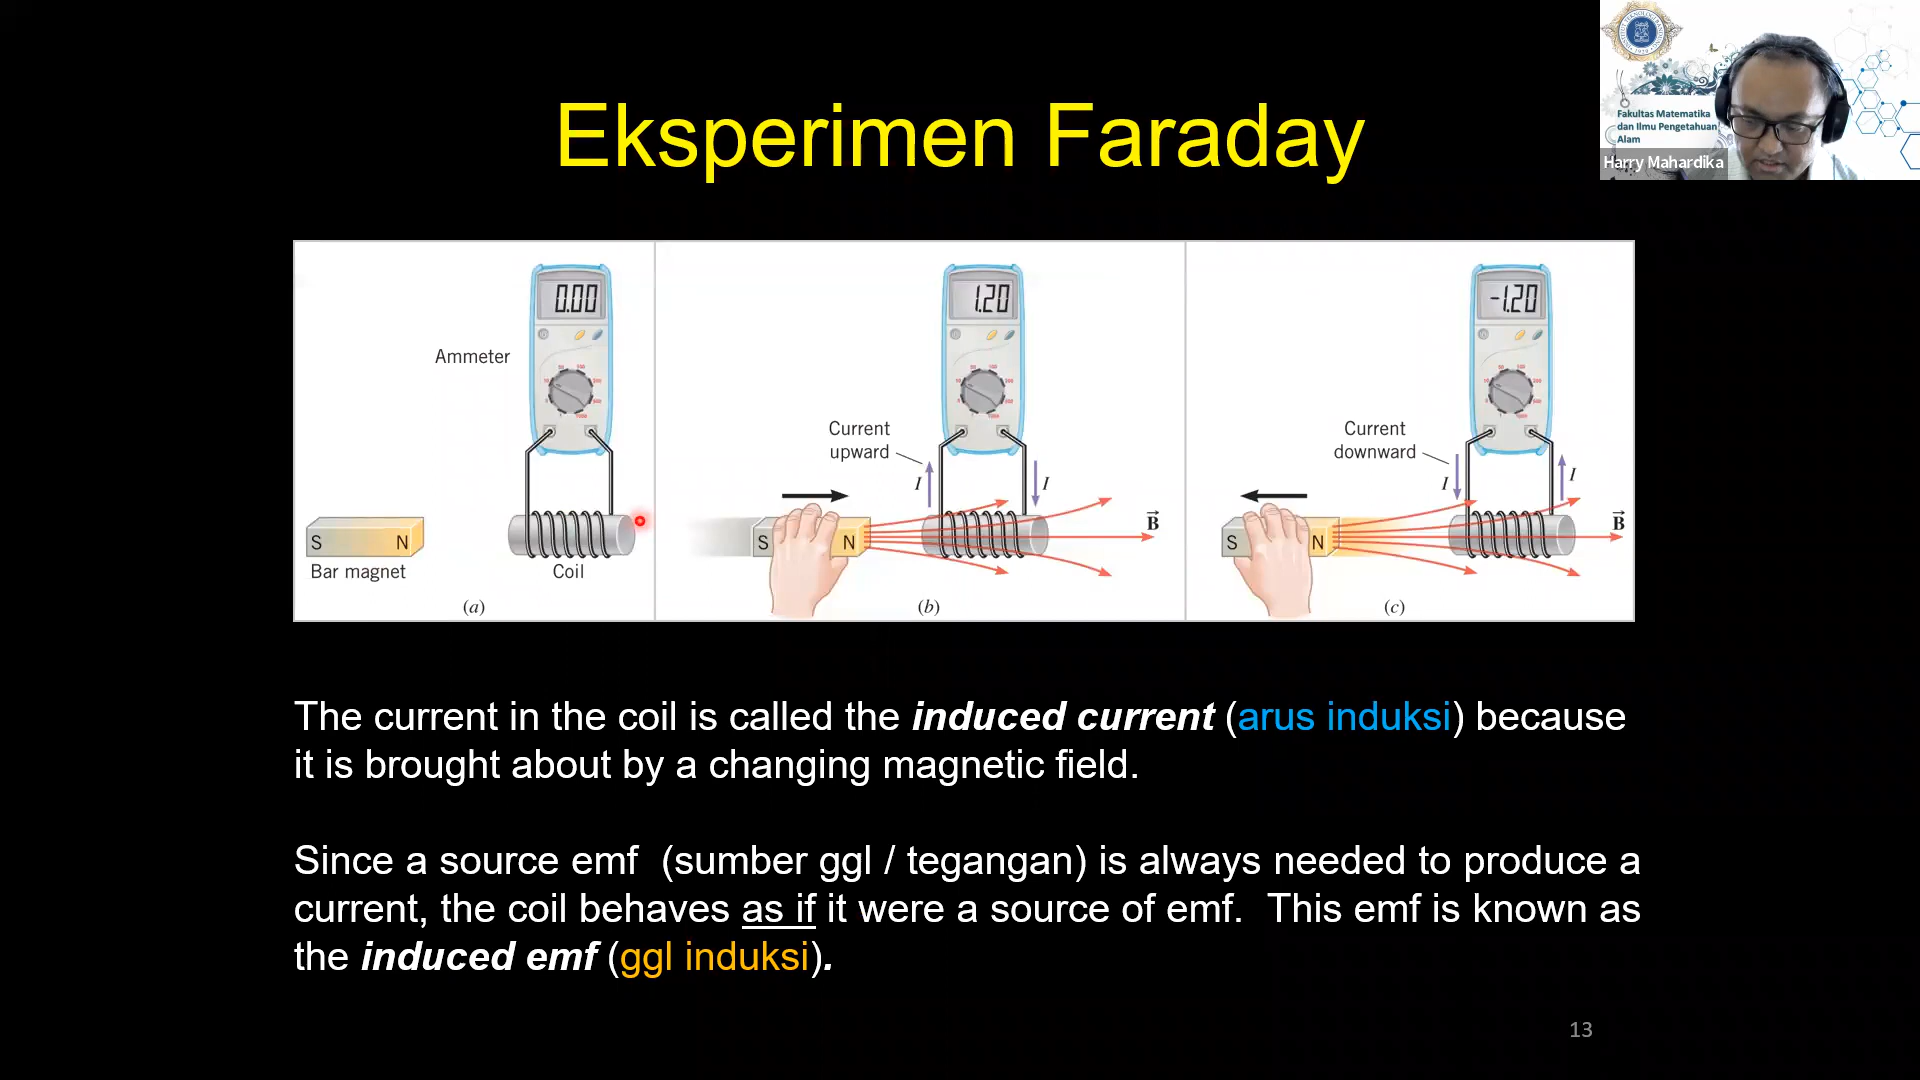 Eksperimen Faraday
Fakultas Matematika
dan Ilmu Pengetahuan
Alam
Harry Mahardika
0.00
Ammeter
S
N
Bar magnet
Coil
(a)
1.20
Current
upward
I
I
S
N
B
(b)
-1.20
Current
downward
I
I
S
N
B
(c)
The current in the coil is called the induced current (arus induksi) because
it is brought about by a changing magnetic field.
Since a source emf (sumber ggl / tegangan) is always needed to produce a
current, the coil behaves as if it were a source of emf. This emf is known as
the induced emf (ggl induksi).
13